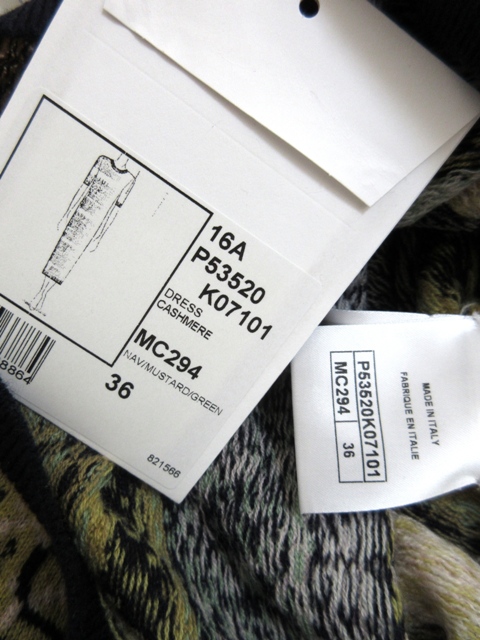 16A
P53520
K07101
DRESS
CASHMERE
MC294
NAV/MUSTARD/GREEN
36
821566
8864
MADE IN ITALY
FABRIQUE EN ITALIE
P53520K07101
MC294 36